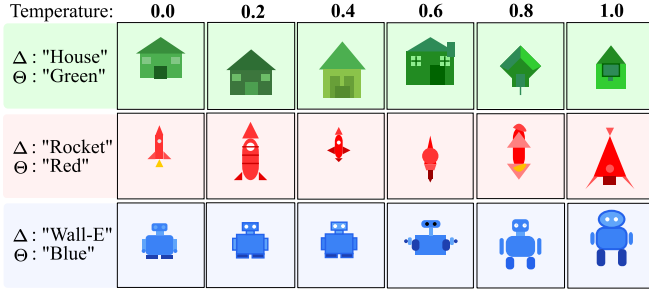 Temperature: 0.0 0.2 0.4 0.6 0.8 1.0
Δ : "House"
Θ : "Green"
Δ : "Rocket"
Θ : "Red"
Δ : "Wall-E"
Θ : "Blue"